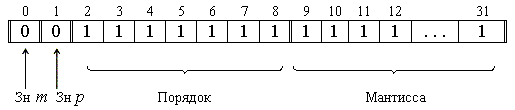 0 1 2 3 4 5 6 7 8 9 10 11 12 31
0 0 1 1 1 1 1 1 1 1 1 1 1 ... 1
Зн m Зн p Порядок Мантисса